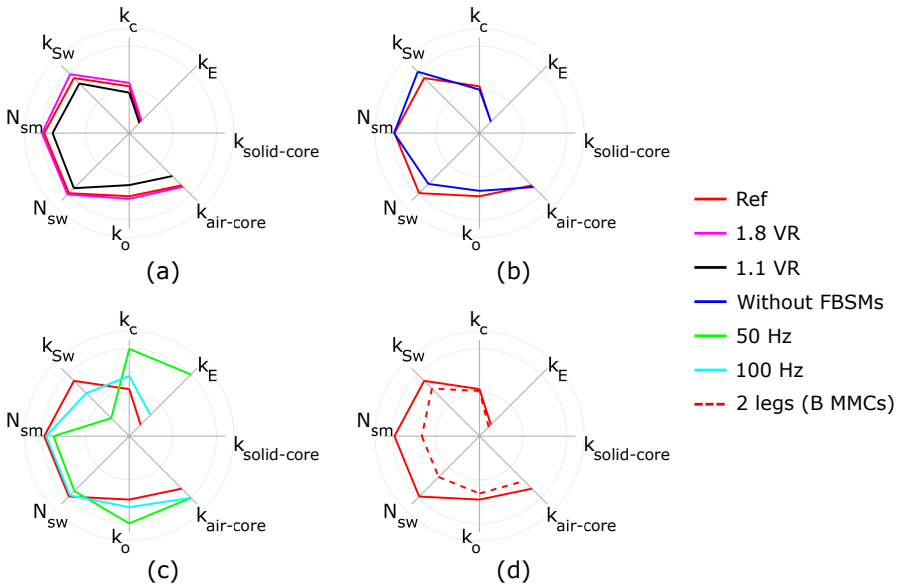 k_c
k_Sw
k_E
N_sm
k_solid-core
N_sw
k_air-core
k_o
(a)
k_c
k_Sw
k_E
N_sm
k_solid-core
N_sw
k_air-core
k_o
(b)
Ref
1.8 VR
1.1 VR
Without FBSMs
50 Hz
100 Hz
2 legs (B MMCs)
k_c
k_Sw
k_E
N_sm
k_solid-core
N_sw
k_air-core
k_o
(c)
k_c
k_Sw
k_E
N_sm
k_solid-core
N_sw
k_air-core
k_o
(d)